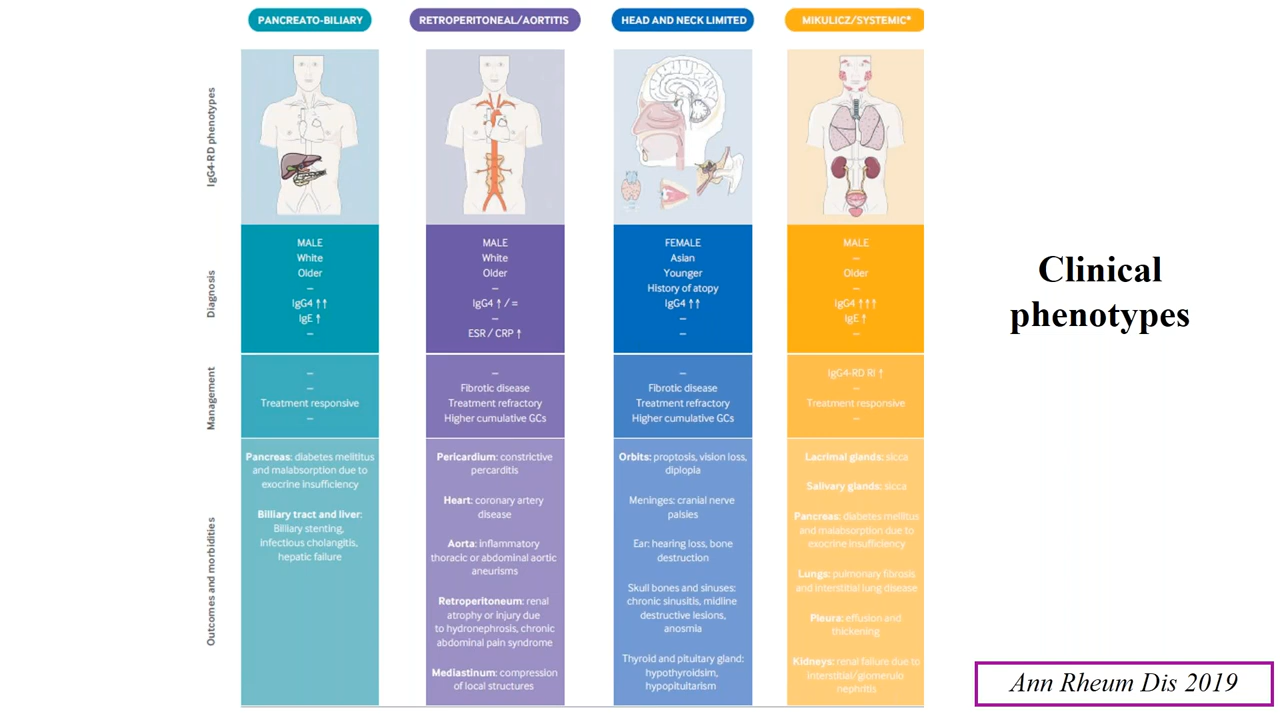 PANCREATO-BILIARY
RETROPERITONEAL/AORTITIS
HEAD AND NECK LIMITED
MIKULICZ/SYSTEMIC*
IgG4-RD phenotypes
Diagnosis
MALE
White
Older
–
IgG4 ↑↑
IgE ↑
–
MALE
White
Older
–
IgG4 ↑ / =
–
ESR / CRP ↑
FEMALE
Asian
Younger
History of atopy
IgG4 ↑↑
–
–
MALE
–
Older
–
IgG4 ↑↑↑
IgE ↑
–
Management
–
–
Treatment responsive
–
–
Fibrotic disease
Treatment refractory
Higher cumulative GCs
–
Fibrotic disease
Treatment refractory
Higher cumulative GCs
IgG4-RD RI ↑
–
Treatment responsive
–
Outcomes and morbidities
Pancreas: diabetes melititus
and malabsorption due to
exocrine insufficiency
Billiary tract and liver:
Billiary stenting,
infectious cholangitis,
hepatic failure
Pericardium: constrictive
percarditis
Heart: coronary artery
disease
Aorta: inflammatory
thoracic or abdominal aortic
aneurisms
Retroperitoneum: renal
atrophy or injury due
to hydronephrosis, chronic
abdominal pain syndrome
Mediastinum: compression
of local structures
Orbits: proptosis, vision loss,
diplopia
Meninges: cranial nerve
palsies
Ear: hearing loss, bone
destruction
Skull bones and sinuses:
chronic sinusitis, midline
destructive lesions,
anosmia
Thyroid and pituitary gland:
hypothyroidsim,
hypopituitarism
Lacrimal glands: sicca
Salivary glands: sicca
Pancreas: diabetes mellitus
and malabsorption due to
exocrine insufficiency
Lungs: pulmonary fibrosis
and interstitial lung disease
Pleura: effusion and
thickening
Kidneys: renal failure due to
interstitial/glomerulo
nephritis
Clinical
phenotypes
Ann Rheum Dis 2019